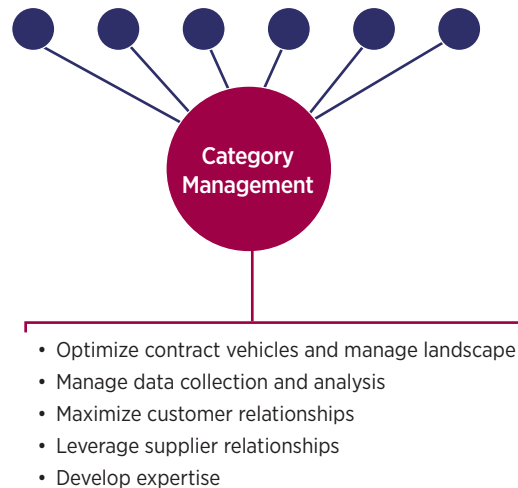 Category
Management
• Optimize contract vehicles and manage landscape
• Manage data collection and analysis
• Maximize customer relationships
• Leverage supplier relationships
• Develop expertise